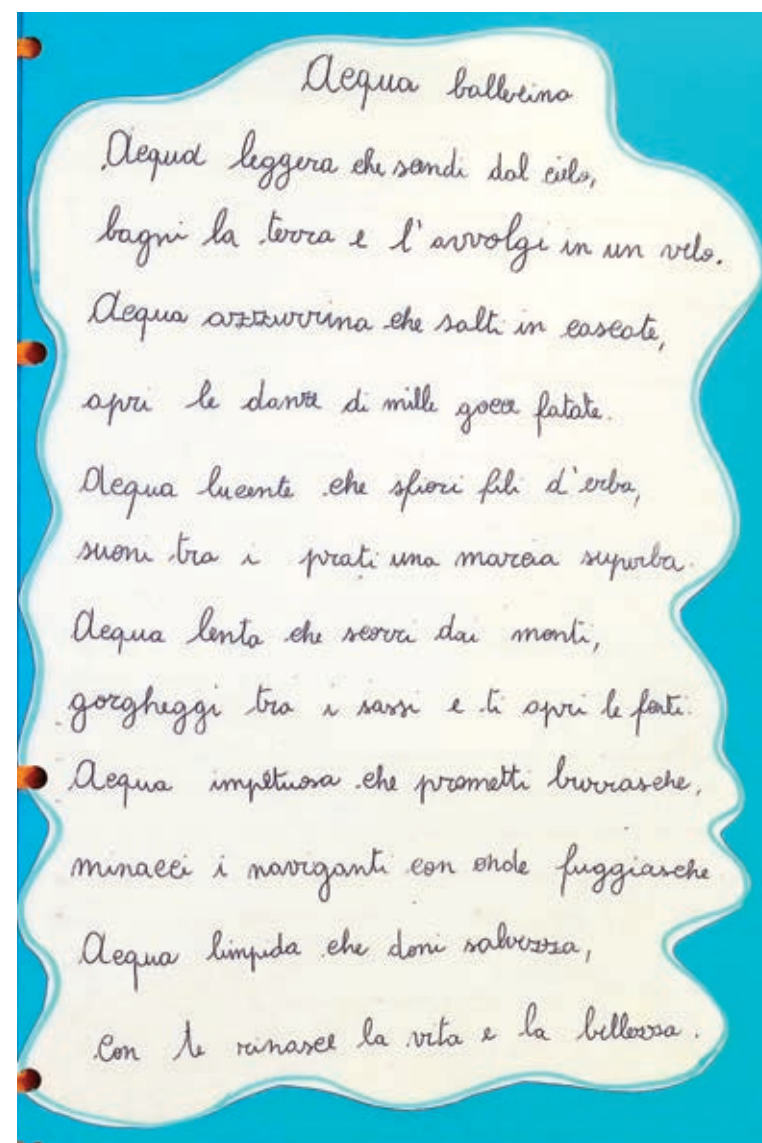 Acqua ballerina
Acqua leggera che scendi dal cielo,
bagni la terra e l'avvolgi in un velo.
Acqua azzurrina che salti in cascate,
apri le danze di mille gocce fatate.
Acqua lucente che sfiori fili d'erba,
suoni tra i prati una marcia superba.
Acqua lenta che scorri dai monti,
gorgheggi tra i sassi e ti apri le fonti.
Acqua impetuosa che prometti burrasche,
minacci i naviganti con onde fuggiasche
Acqua limpida che doni salvezza,
con te rinasce la vita e la bellezza.